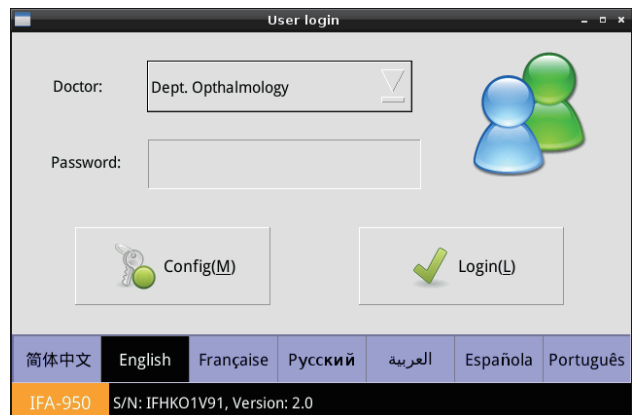 User login
Doctor:
Dept. Opthalmology
Password:
Config(M)
Login(L)
简体中文 English Française Русский العربية Española Português
IFA-950 S/N: IFHKO1V91, Version: 2.0